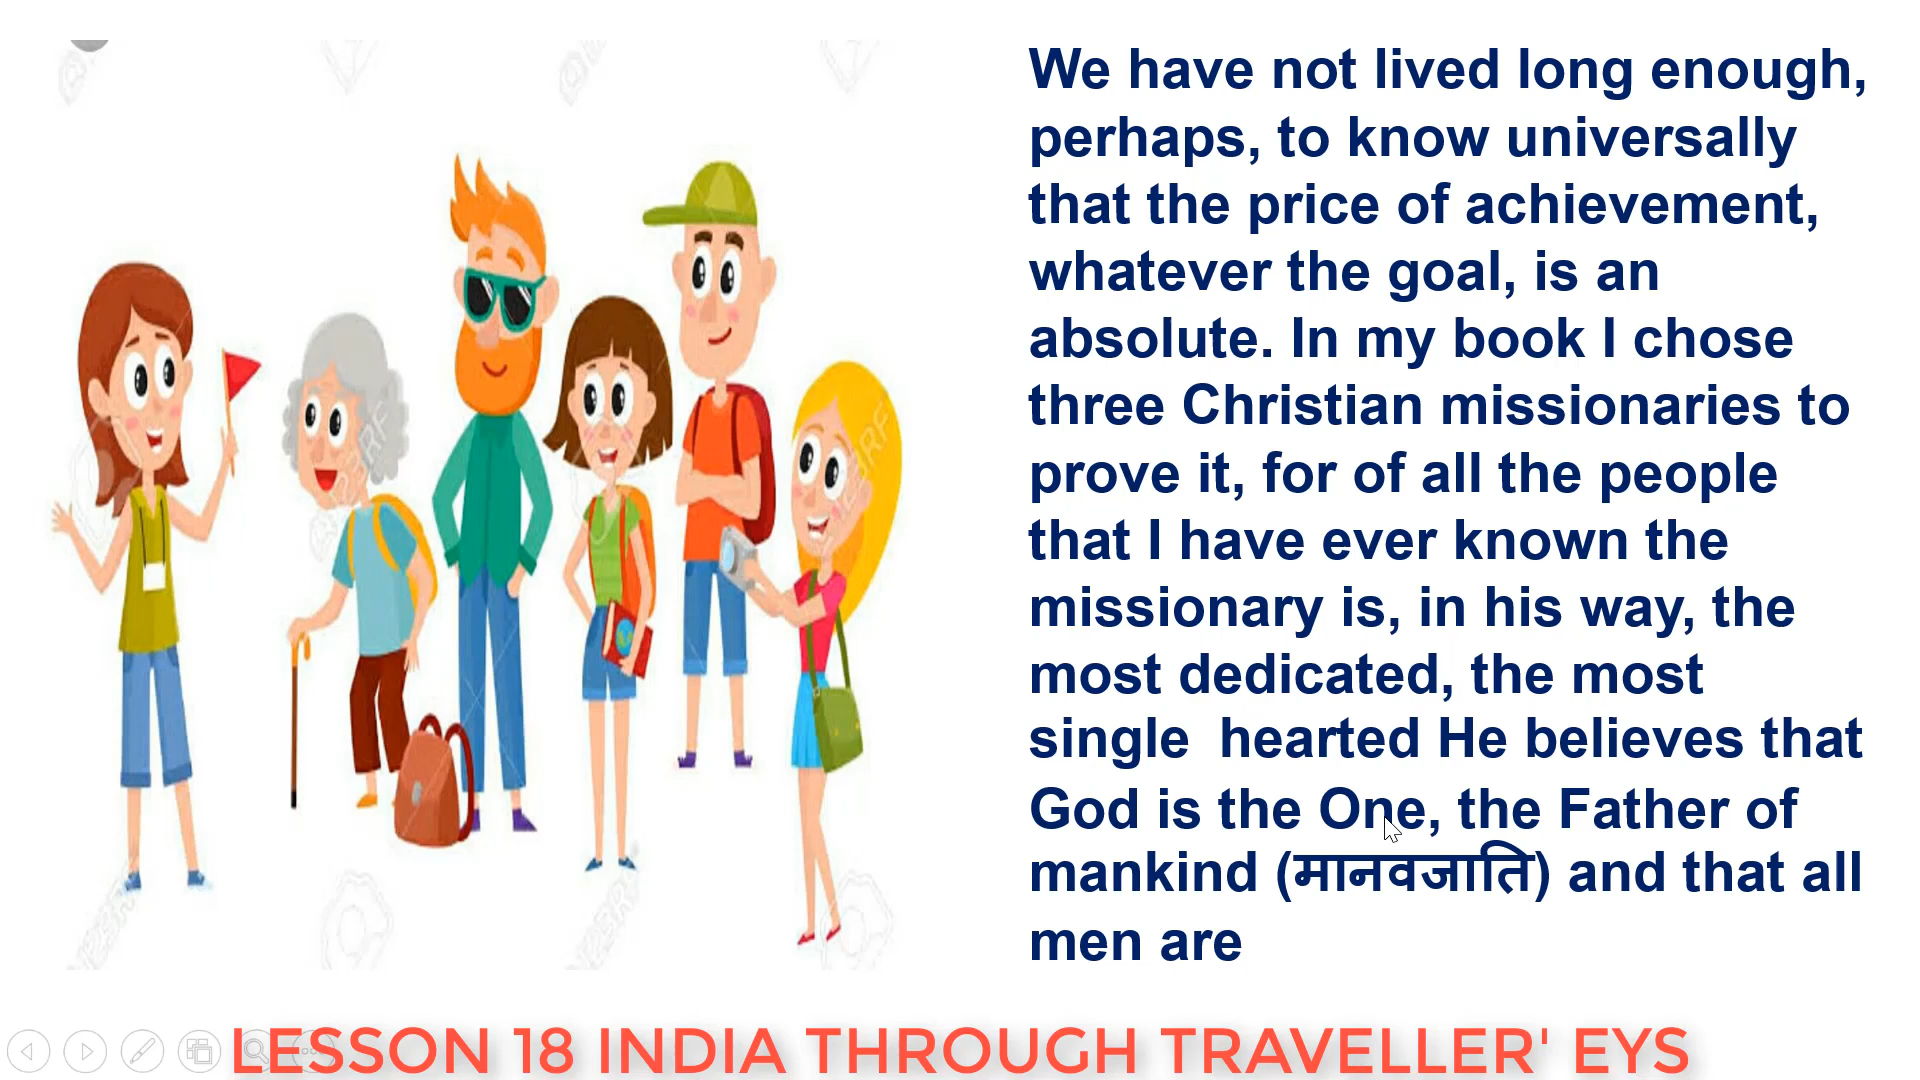 We have not lived long enough,
perhaps, to know universally
that the price of achievement,
whatever the goal, is an
absolute. In my book I chose
three Christian missionaries to
prove it, for of all the people
that I have ever known the
missionary is, in his way, the
most dedicated, the most
single  hearted He believes that
God is the One, the Father of
mankind (मानवजाति) and that all
men are
LESSON 18 INDIA THROUGH TRAVELLER' EYS